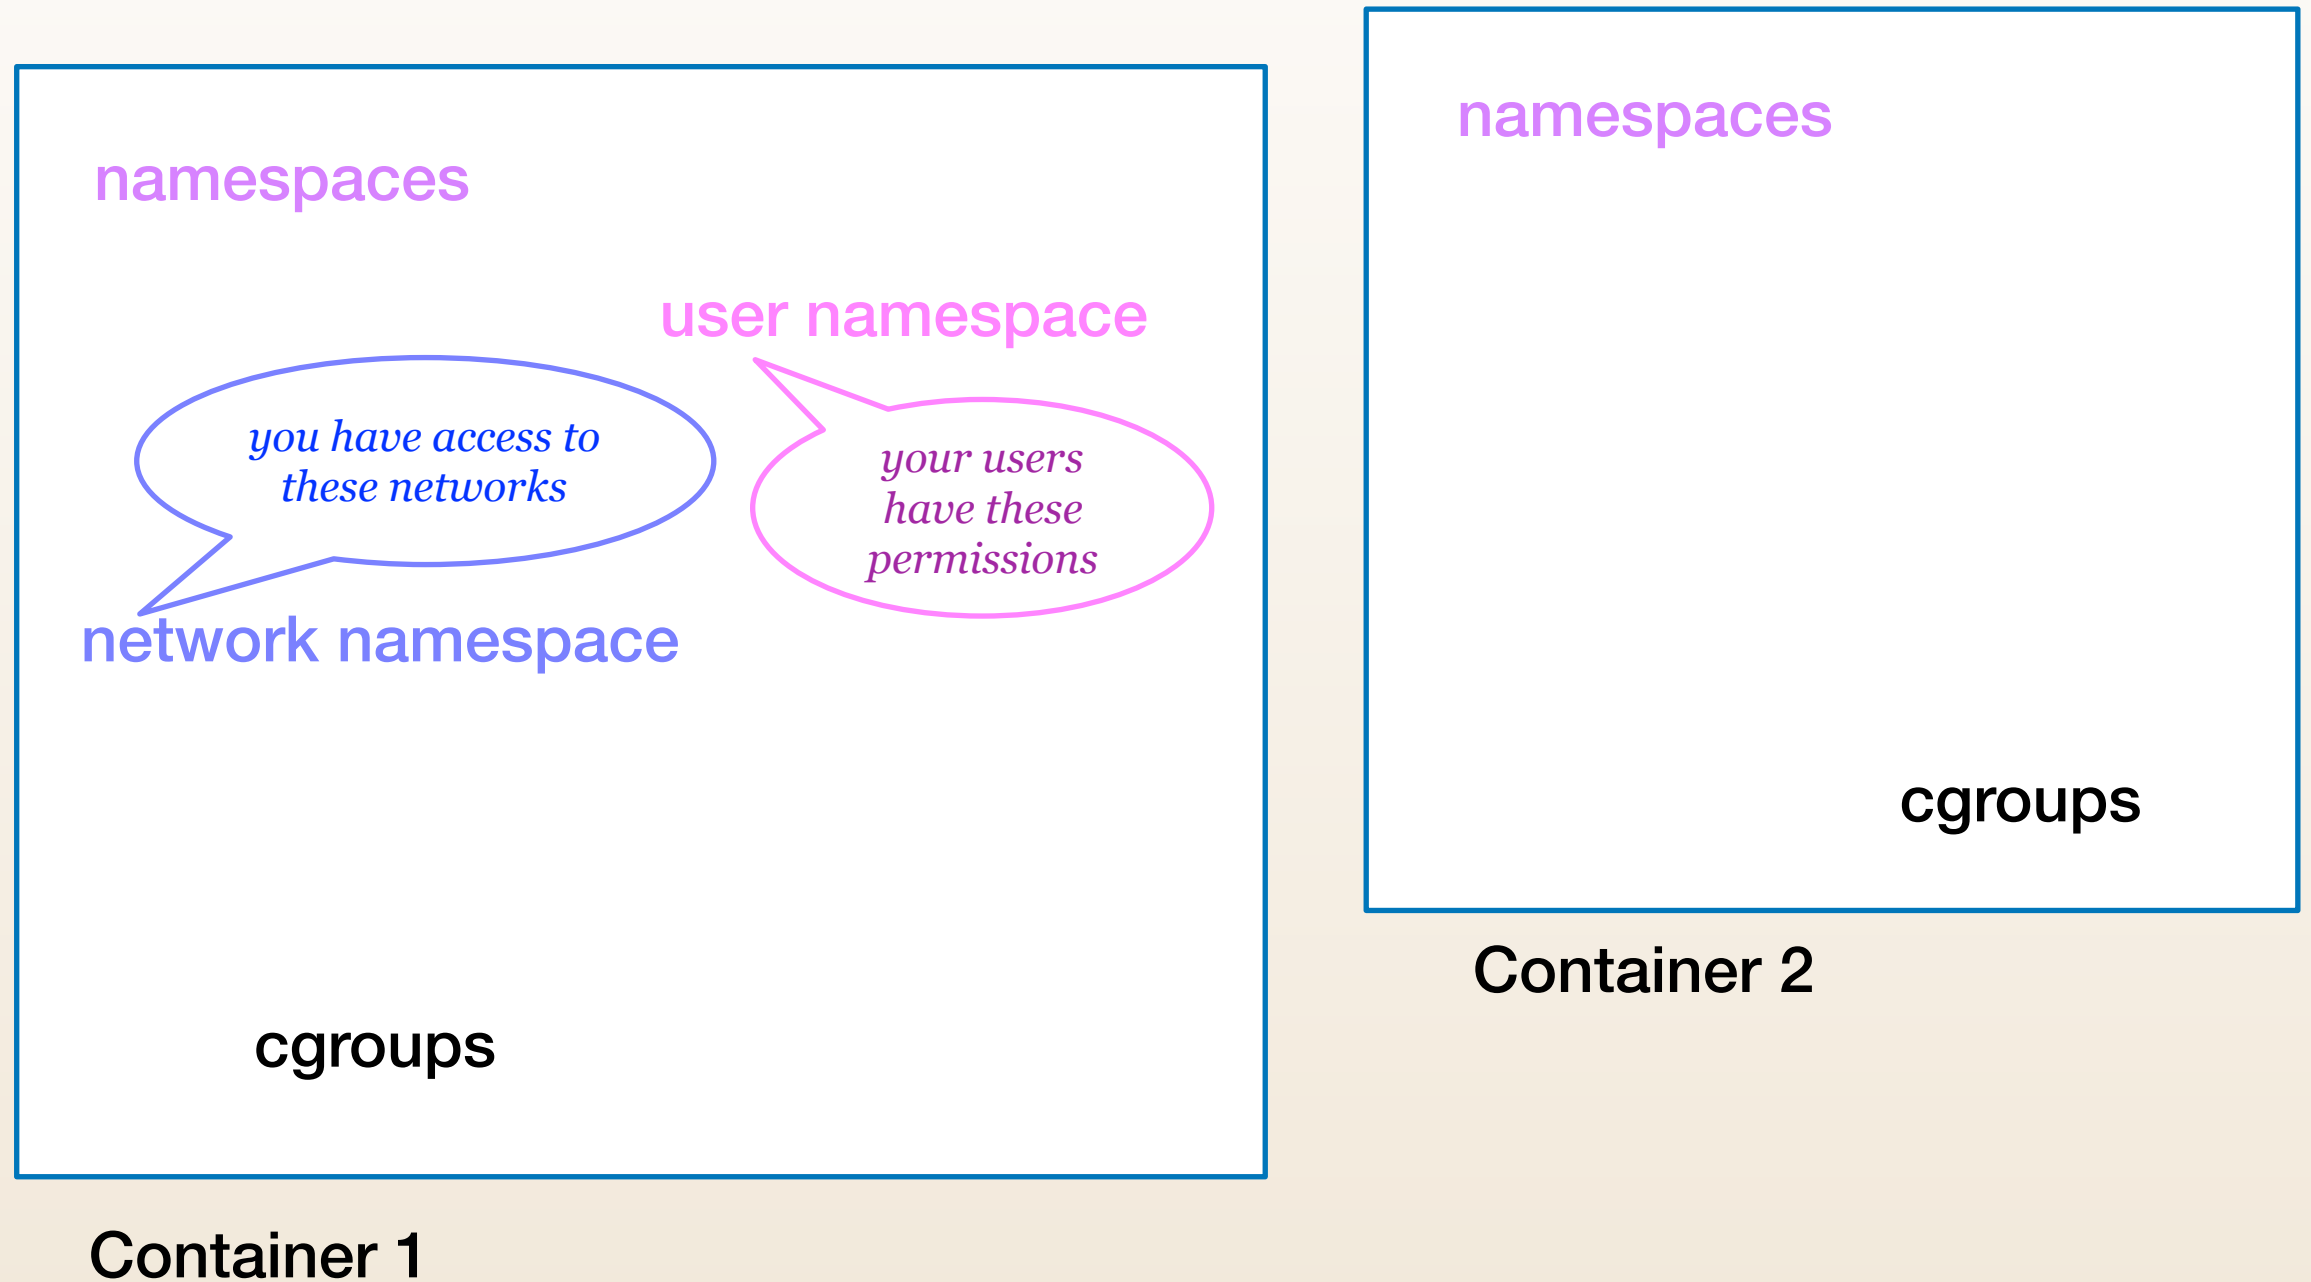 namespaces
user namespace
you have access to
these networks
your users
have these
permissions
network namespace
cgroups
Container 1
namespaces
cgroups
Container 2